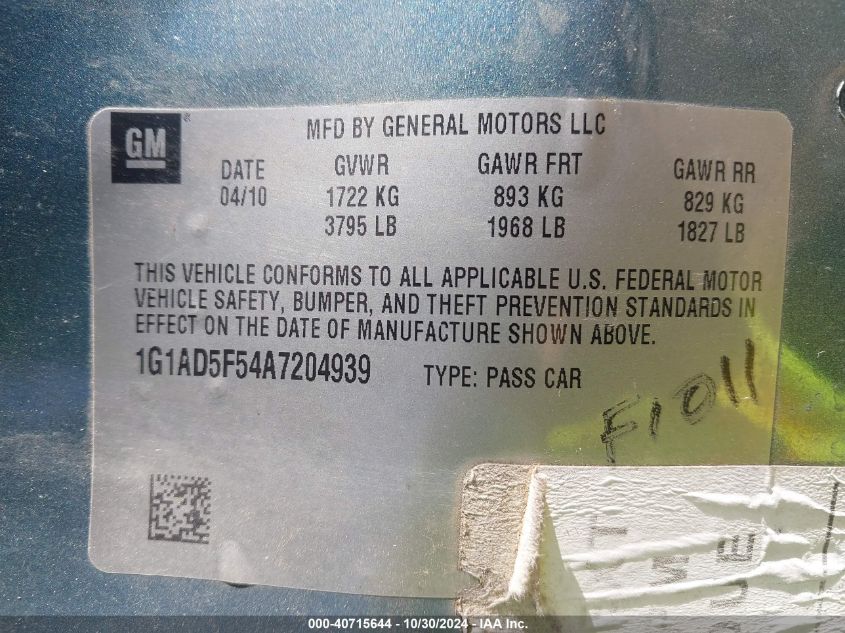 GM
MFD BY GENERAL MOTORS LLC
DATE GVWR GAWR FRT GAWR RR
04/10 1722 KG 893 KG 829 KG
3795 LB 1968 LB 1827 LB
THIS VEHICLE CONFORMS TO ALL APPLICABLE U.S. FEDERAL MOTOR
VEHICLE SAFETY, BUMPER, AND THEFT PREVENTION STANDARDS IN
EFFECT ON THE DATE OF MANUFACTURE SHOWN ABOVE.
1G1AD5F54A7204939 TYPE: PASS CAR
F1011
000-40715644 - 10/30/2024 - IAA Inc.